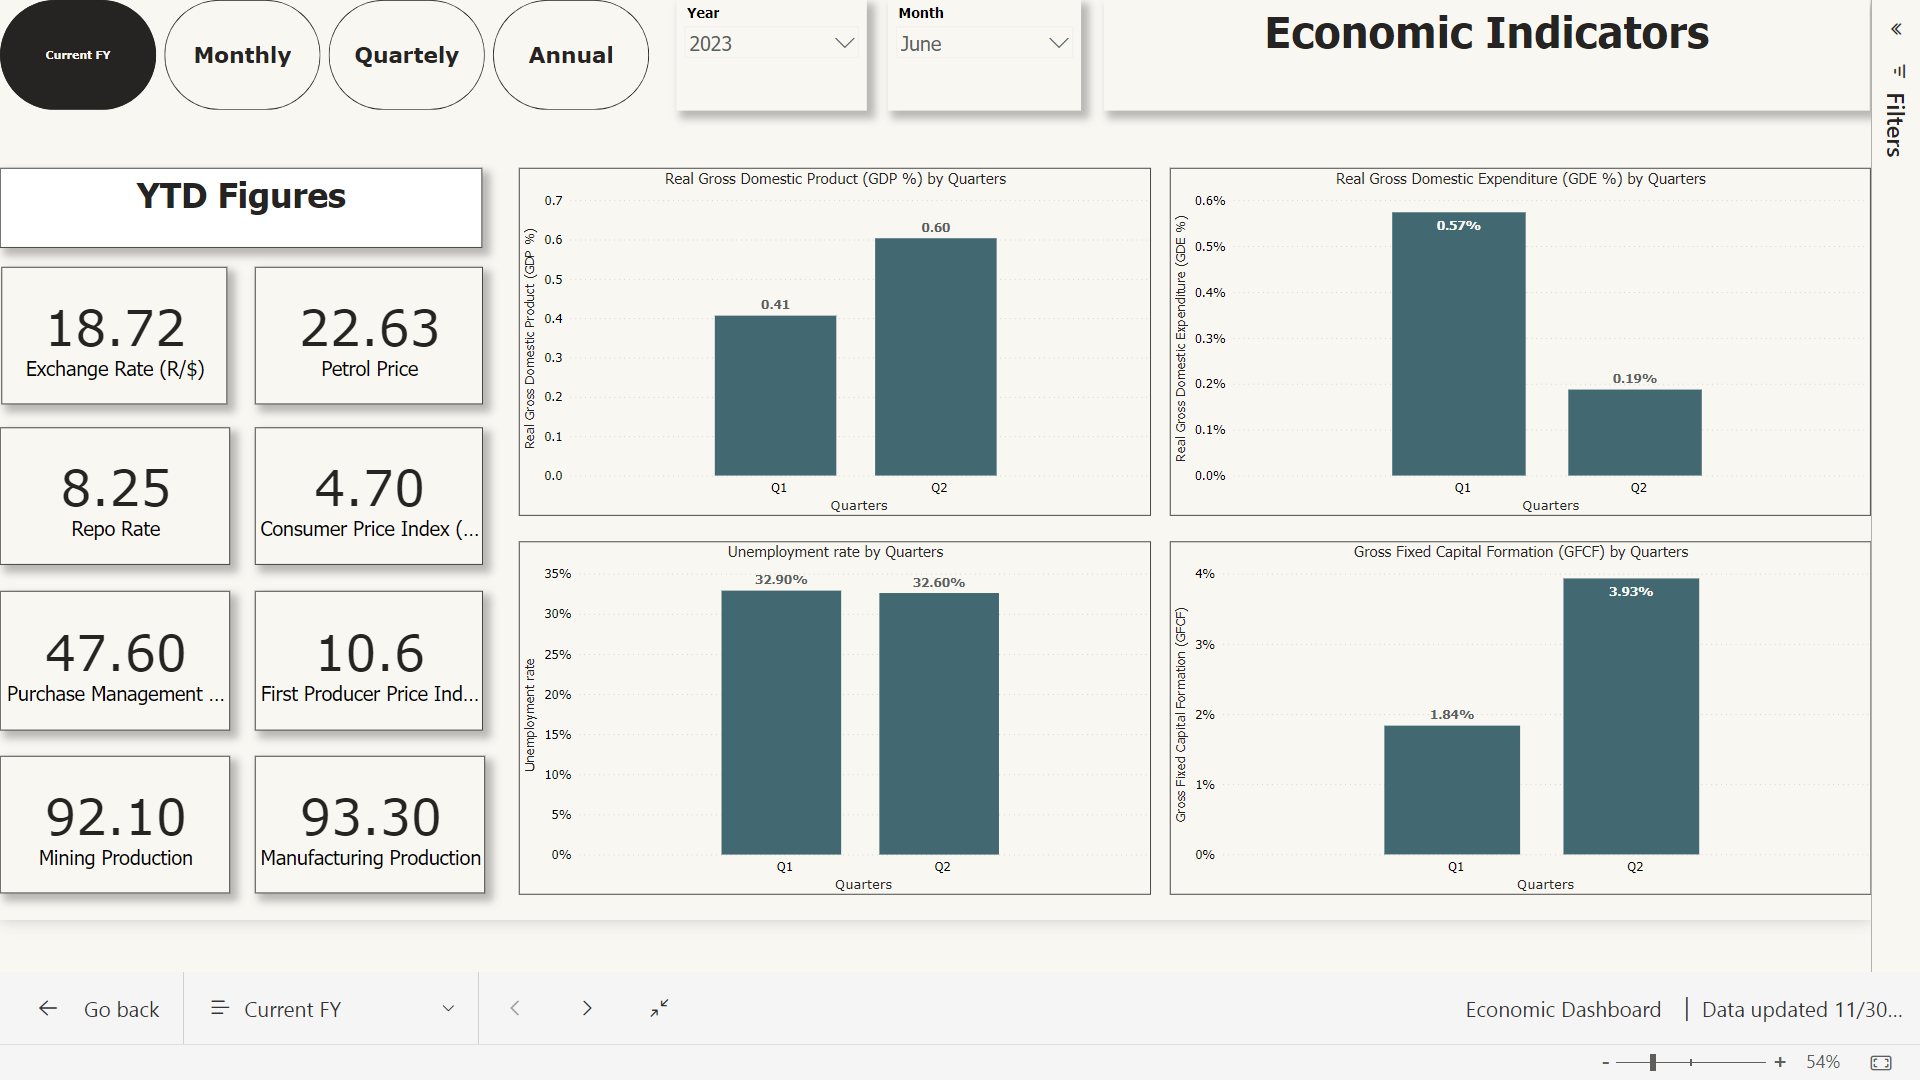 Current FY
Monthly
Quartely
Annual
Year
2023
Month
June
Economic Indicators
Filters
YTD Figures
18.72
Exchange Rate (R/$)
22.63
Petrol Price
8.25
Repo Rate
4.70
Consumer Price Index (...
47.60
Purchase Management ...
10.6
First Producer Price Ind...
92.10
Mining Production
93.30
Manufacturing Production
Real Gross Domestic Product (GDP %) by Quarters
Real Gross Domestic Product (GDP %)
0.7
0.6
0.5
0.4
0.3
0.2
0.1
0.0
0.41
0.60
Q1
Q2
Quarters
Real Gross Domestic Expenditure (GDE %) by Quarters
Real Gross Domestic Expenditure (GDE %)
0.6%
0.5%
0.4%
0.3%
0.2%
0.1%
0.0%
0.57%
0.19%
Q1
Q2
Quarters
Unemployment rate by Quarters
Unemployment rate
35%
30%
25%
20%
15%
10%
5%
0%
32.90%
32.60%
Q1
Q2
Quarters
Gross Fixed Capital Formation (GFCF) by Quarters
Gross Fixed Capital Formation (GFCF)
4%
3%
2%
1%
0%
1.84%
3.93%
Q1
Q2
Quarters
Go back
Current FY
Economic Dashboard
Data updated 11/30...
- + 54%